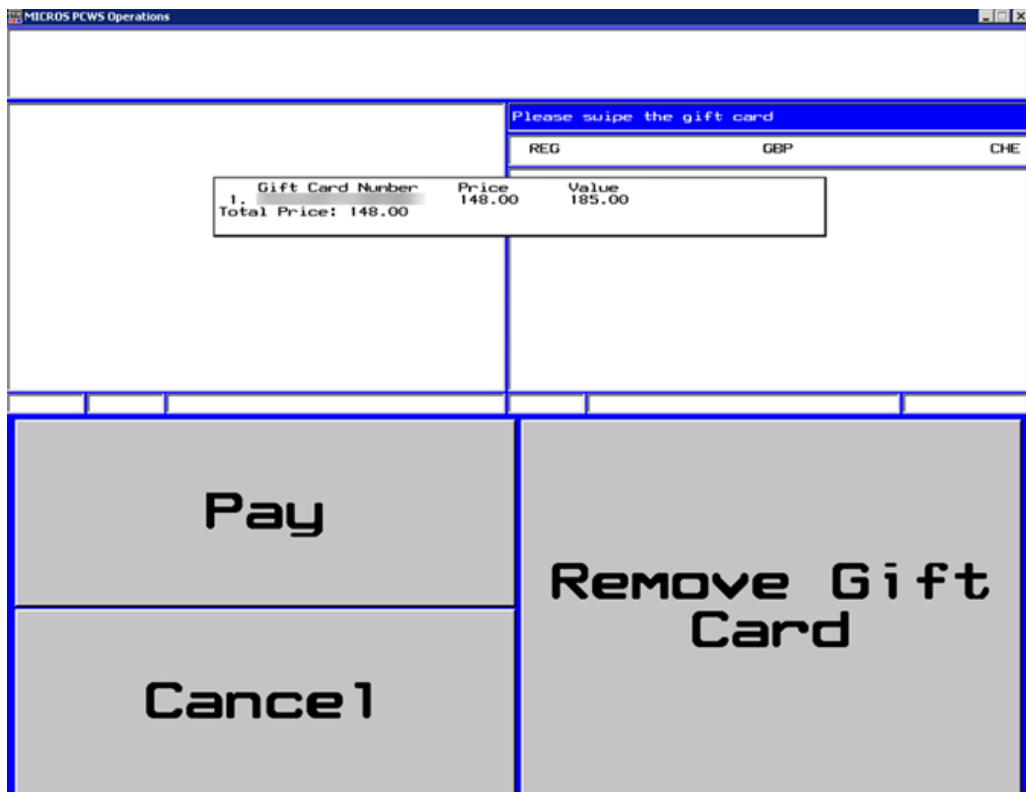 MICROS PCWS Operations
Please swipe the gift card
REG GBP CHE
Gift Card Number Price Value
1. 148.00 185.00
Total Price: 148.00
Pay
Remove Gift
Card
Cancel